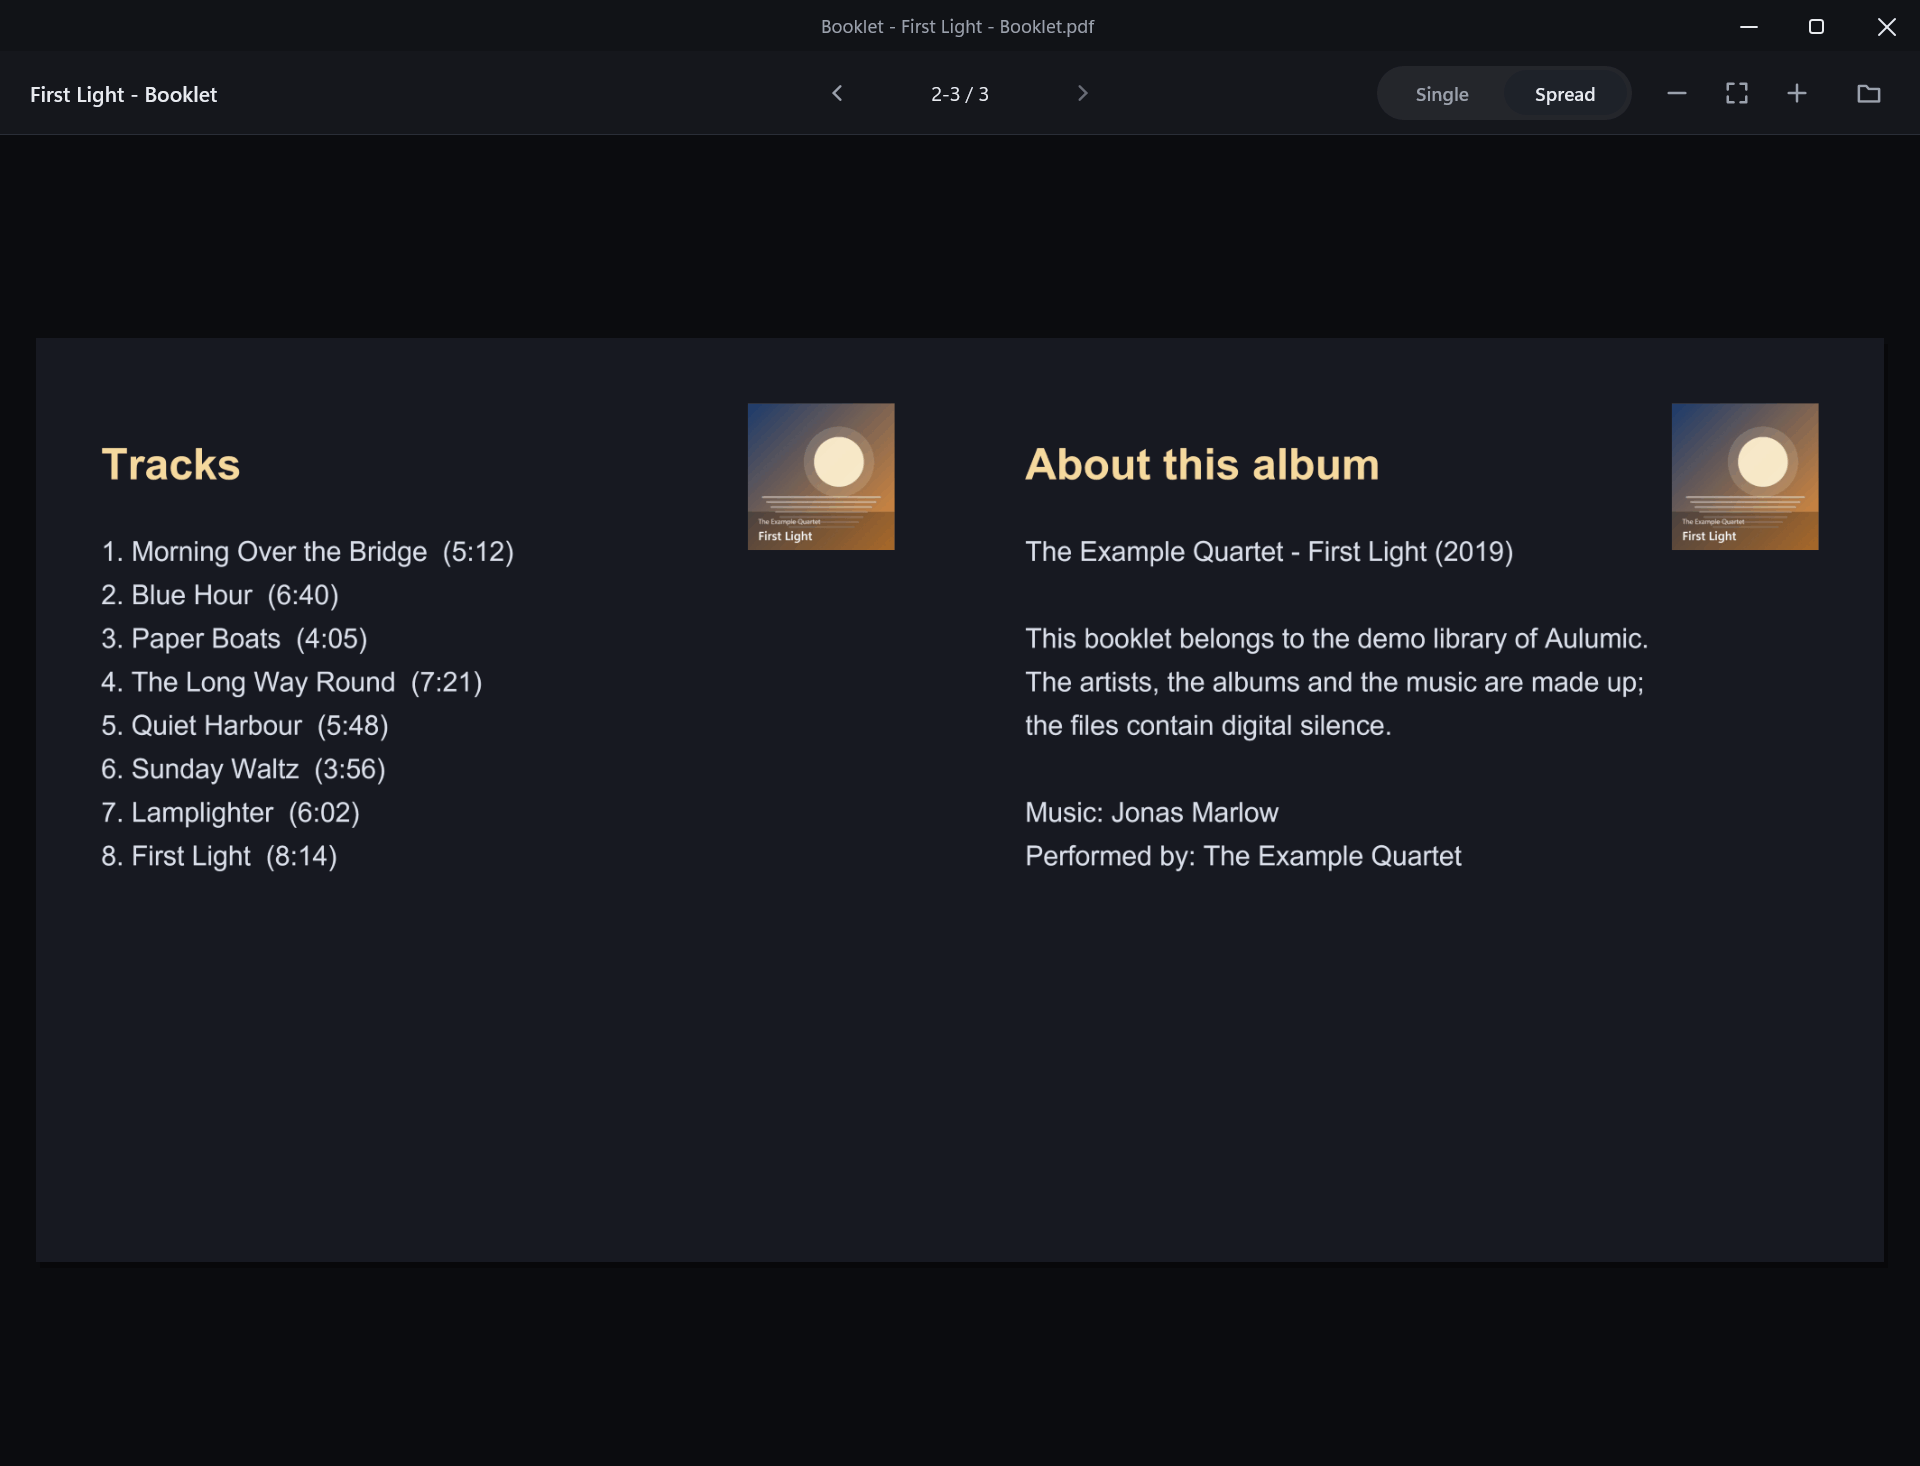 Booklet - First Light - Booklet.pdf
First Light - Booklet
2-3 / 3
Single
Spread
Tracks
1. Morning Over the Bridge (5:12)
2. Blue Hour (6:40)
3. Paper Boats (4:05)
4. The Long Way Round (7:21)
5. Quiet Harbour (5:48)
6. Sunday Waltz (3:56)
7. Lamplighter (6:02)
8. First Light (8:14)
The Example Quartet
First Light
About this album
The Example Quartet - First Light (2019)
This booklet belongs to the demo library of Aulumic.
The artists, the albums and the music are made up;
the files contain digital silence.
Music: Jonas Marlow
Performed by: The Example Quartet
The Example Quartet
First Light